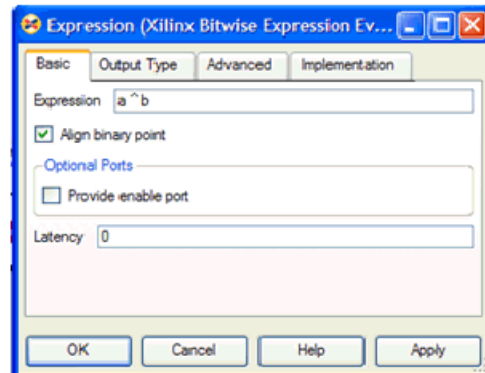 Expression (Xilinx Bitwise Expression Ev...
Basic Output Type Advanced Implementation
Expression a ^ b
Align binary point
Optional Ports
Provide enable port
Latency 0
OK Cancel Help Apply